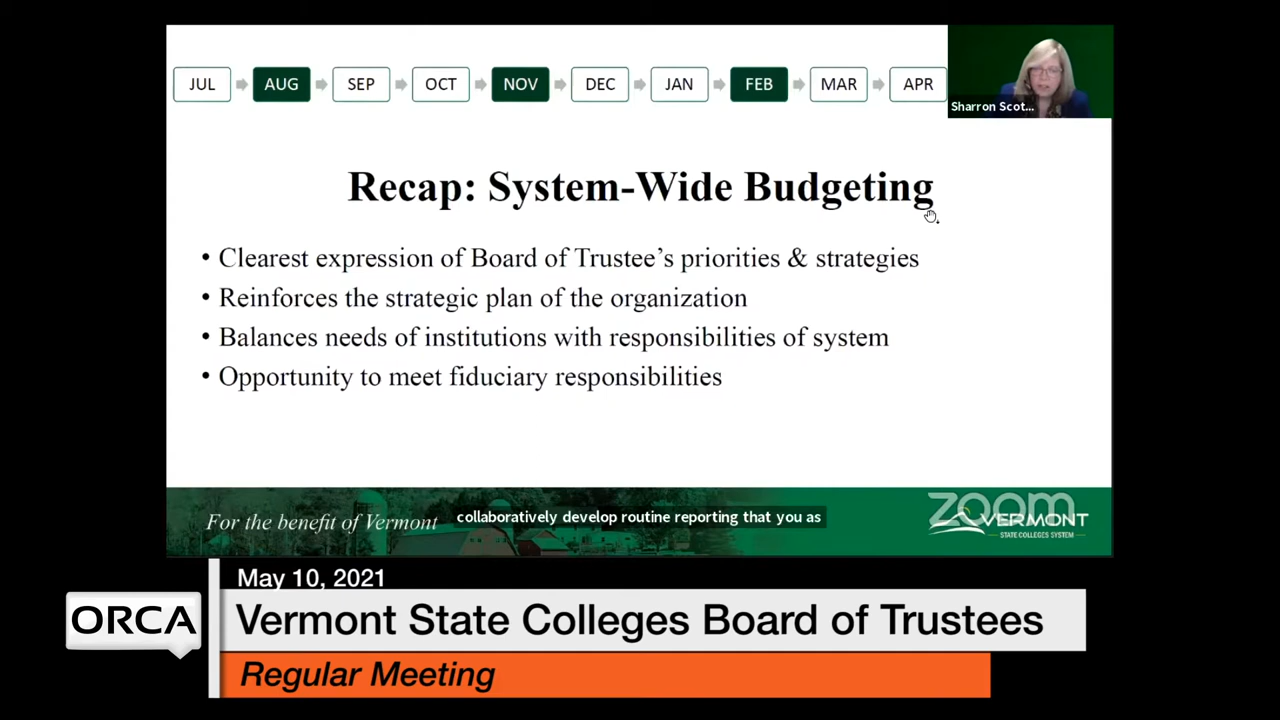 JUL AUG SEP OCT NOV DEC JAN FEB MAR APR
Sharron Scot...
Recap: System-Wide Budgeting
• Clearest expression of Board of Trustee’s priorities & strategies
• Reinforces the strategic plan of the organization
• Balances needs of institutions with responsibilities of system
• Opportunity to meet fiduciary responsibilities
For the benefit of Vermont
collaboratively develop routine reporting that you as
zoom
VERMONT
STATE COLLEGES SYSTEM
May 10, 2021
ORCA
Vermont State Colleges Board of Trustees
Regular Meeting